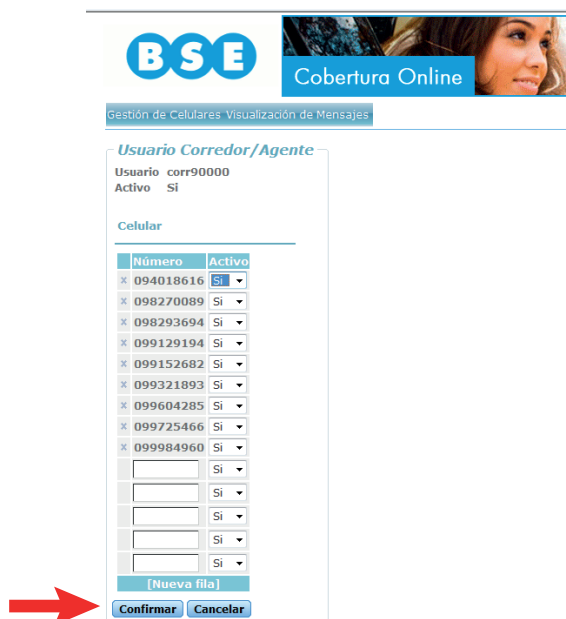 BSE
Cobertura Online
Gestión de Celulares Visualización de Mensajes
Usuario Corredor/Agente
Usuario corr90000
Activo Si
Celular
Número Activo
x 094018616 Si
x 098270089 Si
x 098293694 Si
x 099129194 Si
x 099152682 Si
x 099321893 Si
x 099604285 Si
x 099725466 Si
x 099984960 Si
Si
Si
Si
Si
Si
[Nueva fila]
Confirmar Cancelar